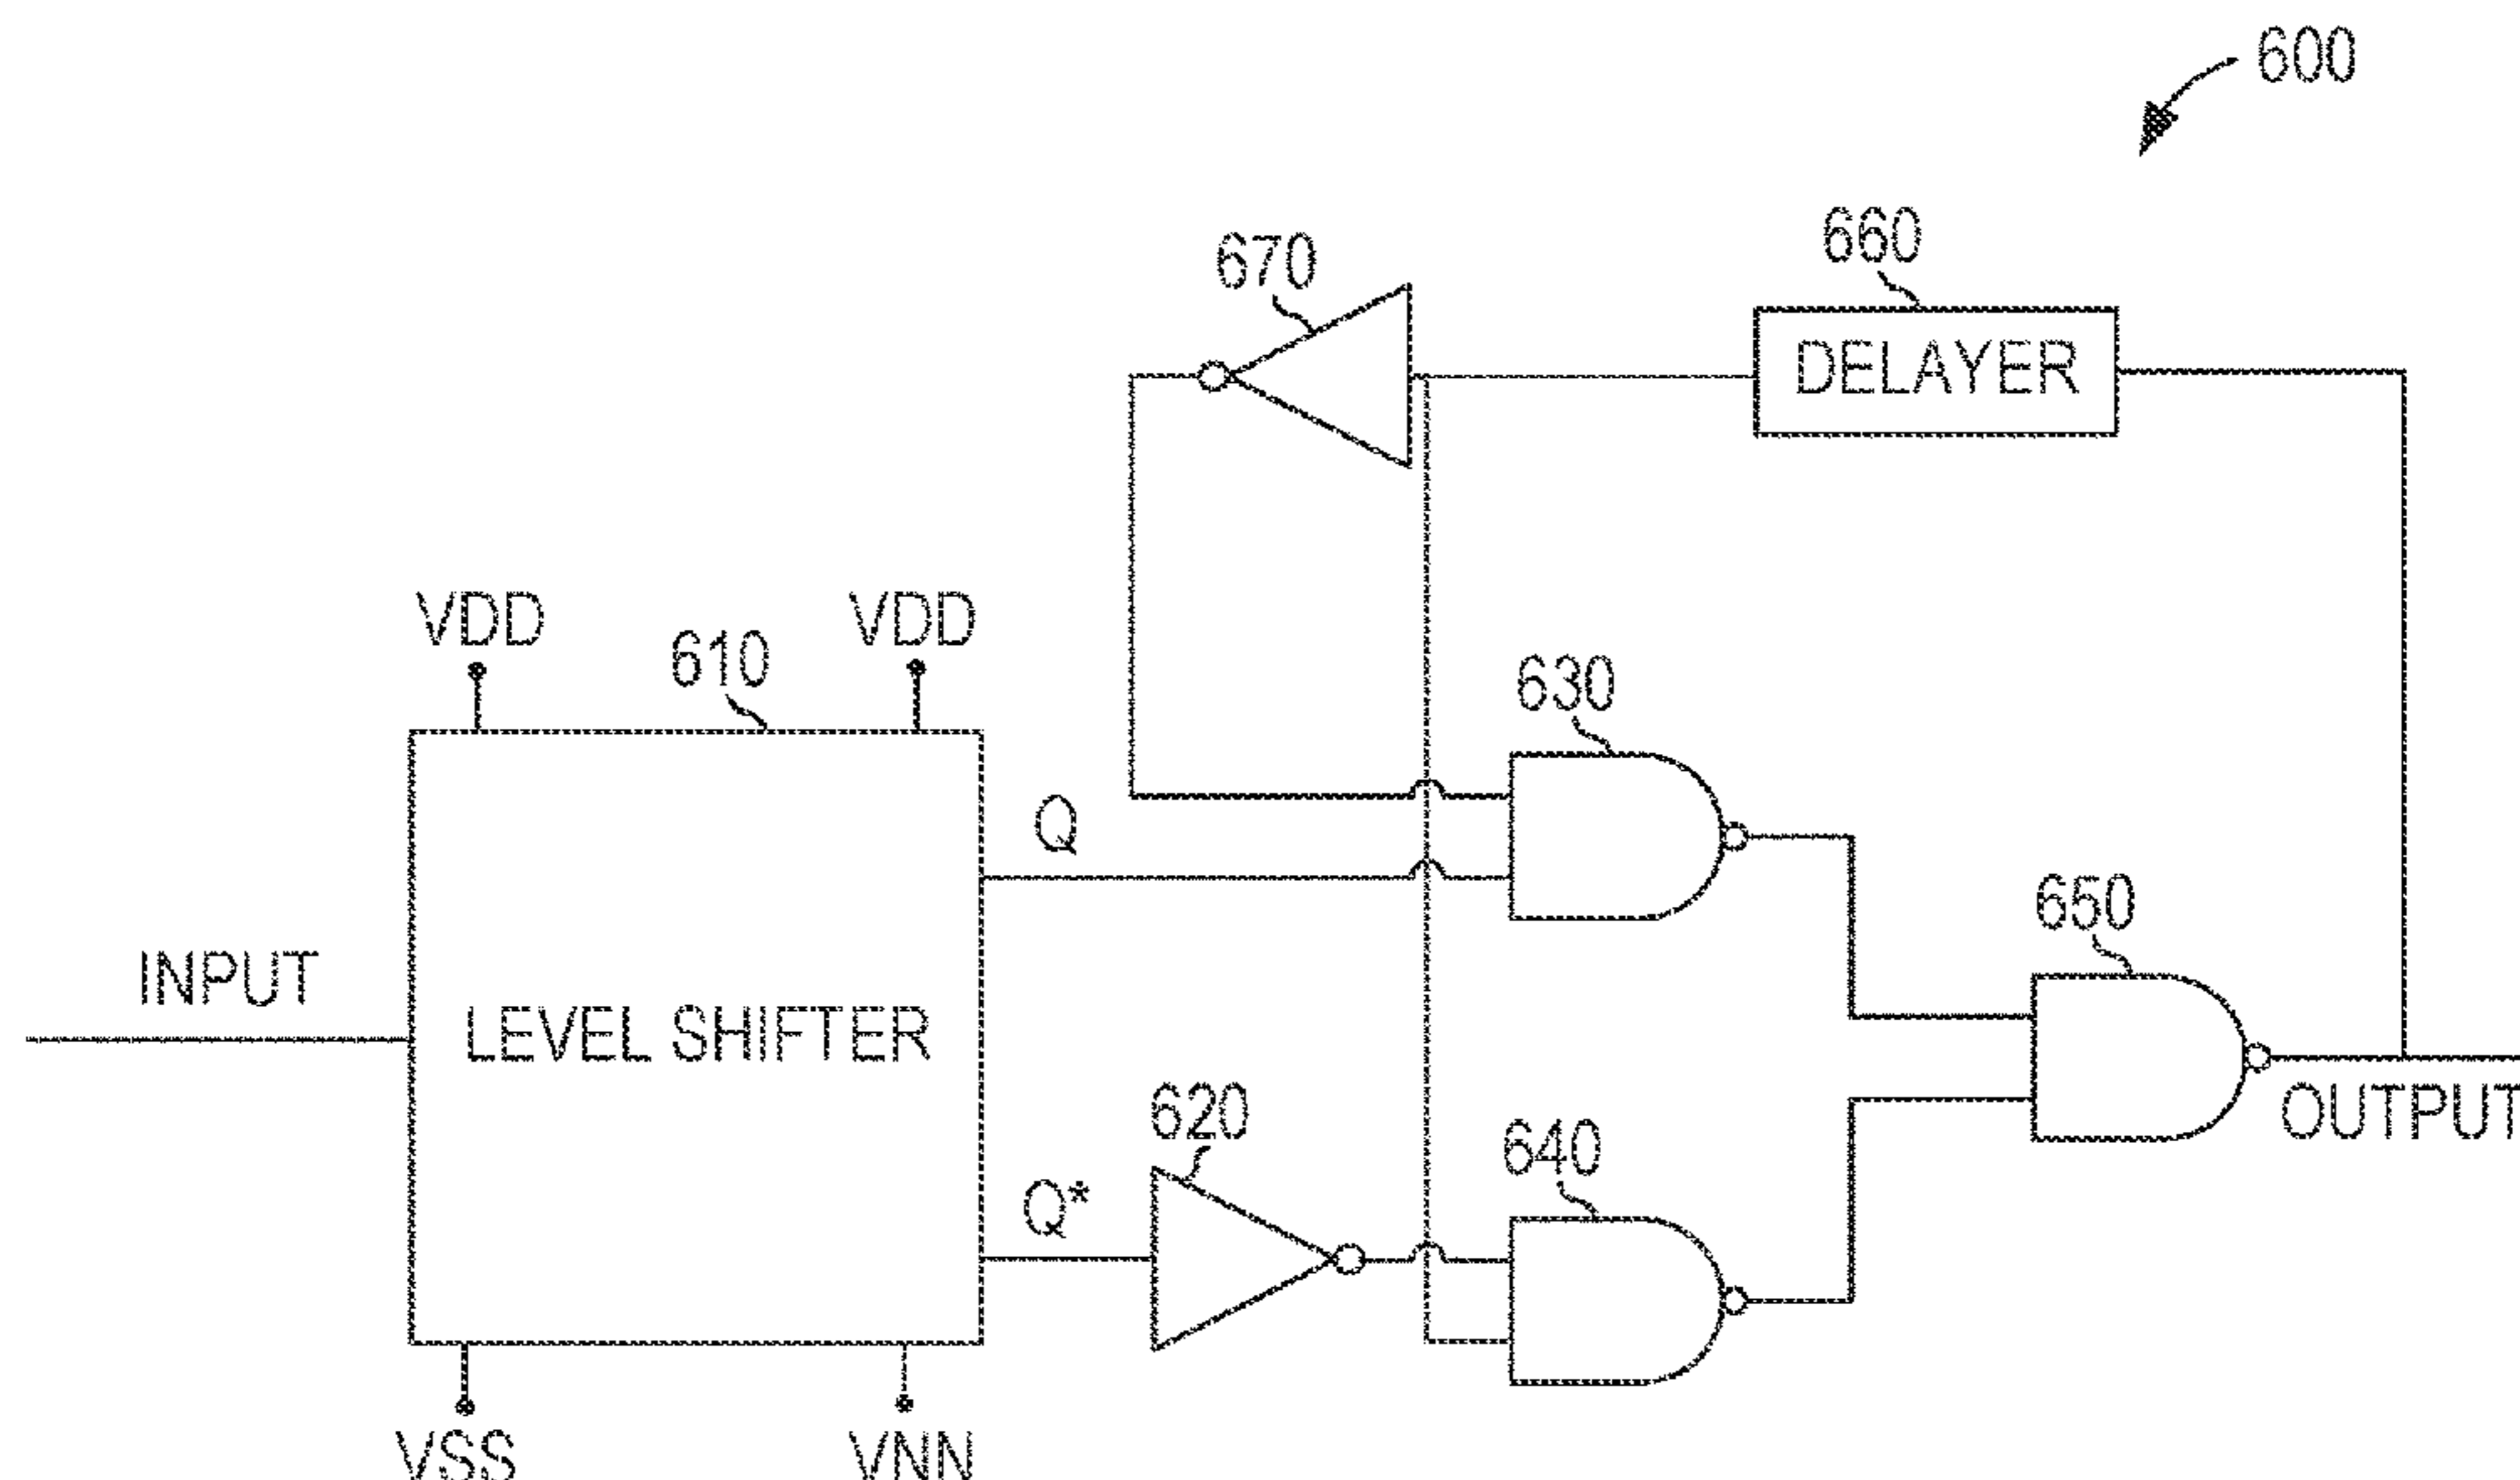 600
670
660
DELAYER
VDD
610
VDD
630
Q
650
INPUT
LEVEL SHIFTER
OUTPUT
620
640
Q*
VSS
VNN